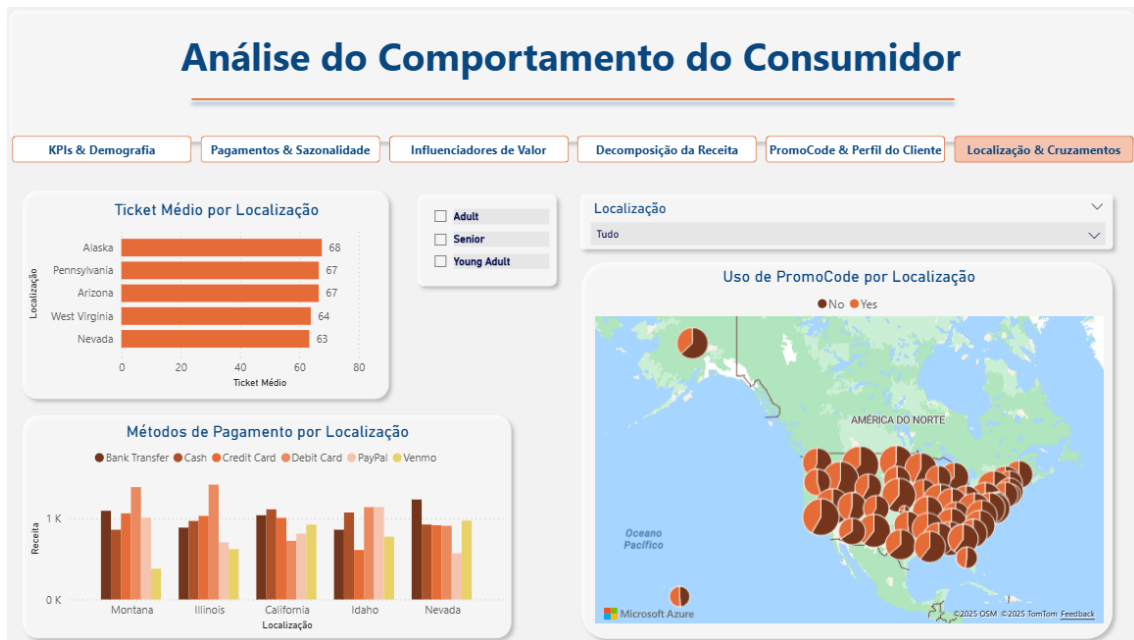 Análise do Comportamento do Consumidor
KPIs & Demografia
Pagamentos & Sazonalidade
Influenciadores de Valor
Decomposição da Receita
PromoCode & Perfil do Cliente
Localização & Cruzamentos
Ticket Médio por Localização
Localização
Alaska 68
Pennsylvania 67
Arizona 67
West Virginia 64
Nevada 63
0 20 40 60 80
Ticket Médio
Adult
Senior
Young Adult
Localização
Tudo
Métodos de Pagamento por Localização
Bank Transfer Cash Credit Card Debit Card PayPal Venmo
Receita
1 K
0 K
Montana Illinois California Idaho Nevada
Localização
Uso de PromoCode por Localização
No Yes
AMÉRICA DO NORTE
Oceano
Pacífico
Microsoft Azure
©2025 OSM ©2025 TomTom Feedback